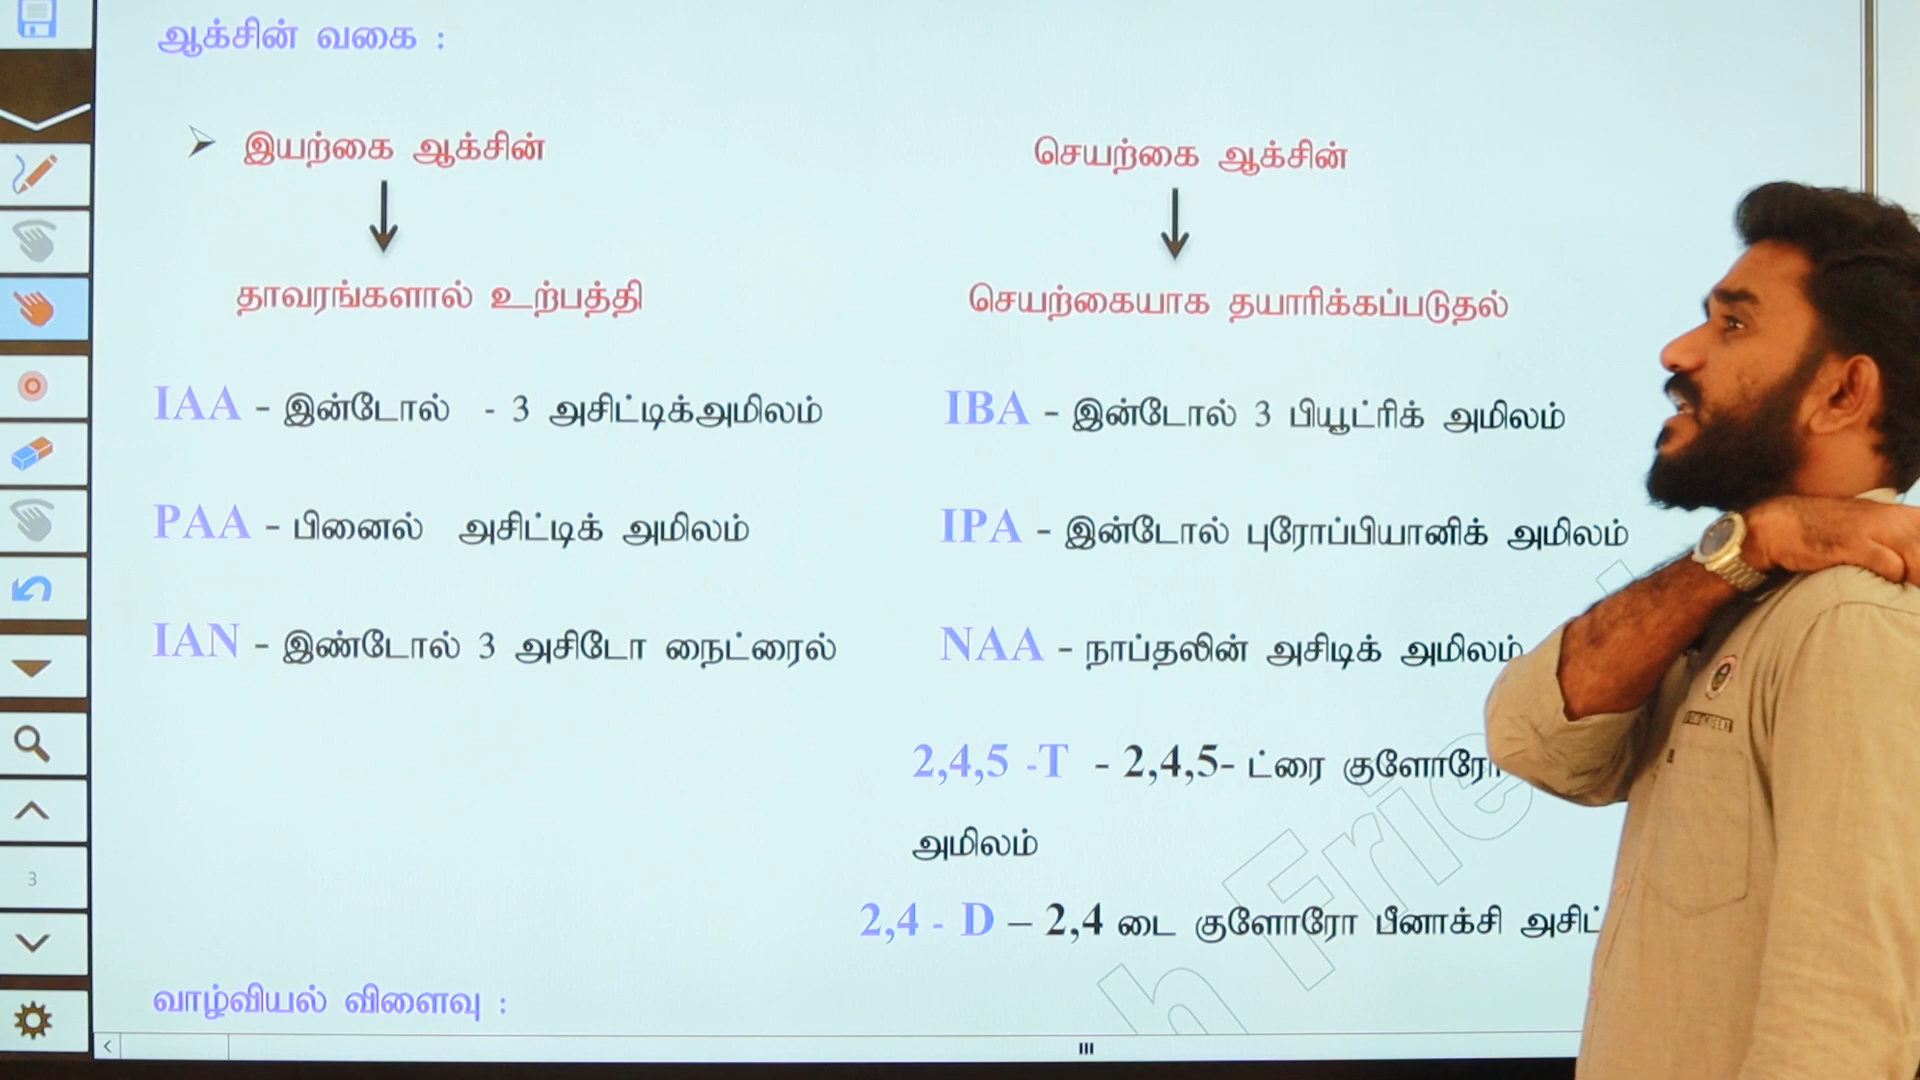 ஆக்சின் வகை :
இயற்கை ஆக்சின்
செயற்கை ஆக்சின்
தாவரங்களால் உற்பத்தி
செயற்கையாக தயாரிக்கப்படுதல்
IAA - இன்டோல் - 3 அசிட்டிக்அமிலம்
IBA - இன்டோல் 3 பியூட்ரிக் அமிலம்
PAA - பினைல் அசிட்டிக் அமிலம்
IPA - இன்டோல் புரோப்பியானிக் அமிலம்
IAN - இண்டோல் 3 அசிடோ நைட்ரைல்
NAA - நாப்தலின் அசிடிக் அமிலம்
2,4,5 -T - 2,4,5- ட்ரை குளோரோ
அமிலம்
2,4 - D – 2,4 டை குளோரோ பீனாக்சி அசிட்
வாழ்வியல் விளைவு :
3